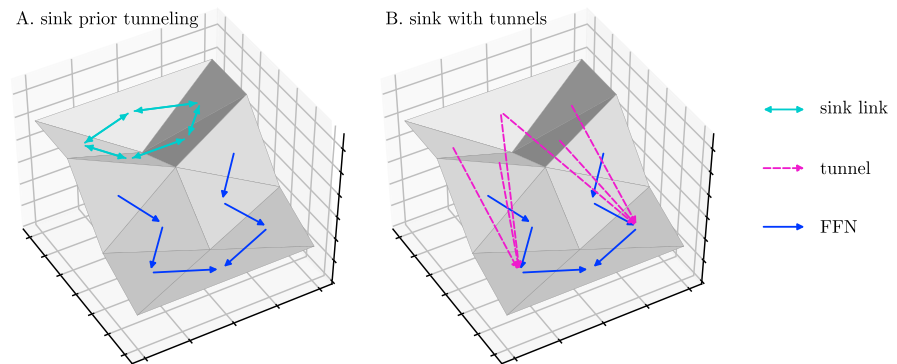 A. sink prior tunneling
B. sink with tunnels
sink link
tunnel
FFN